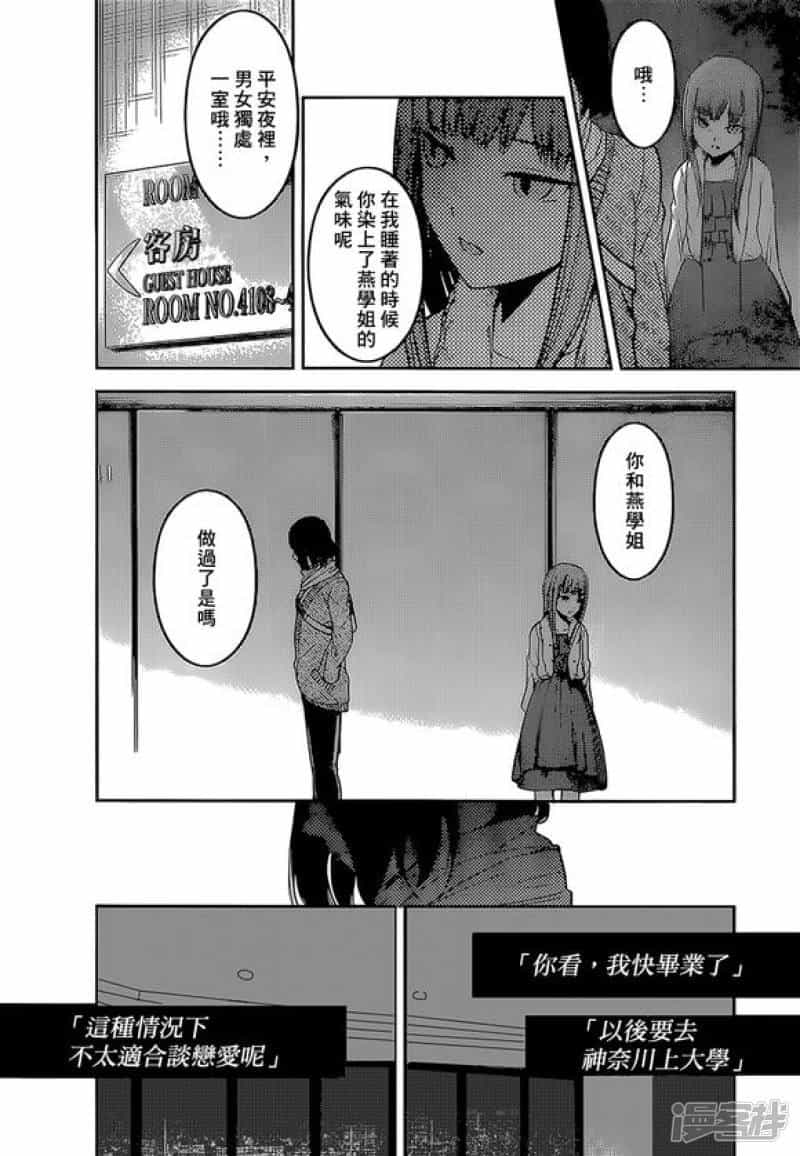 哦…
在我睡著的時候
你染上了燕學姐的
氣味呢
平安夜裡，
男女獨處
一室哦……
ROOM
客房
GUEST HOUSE
ROOM NO.4108~4
你和燕學姐
做過了是嗎
「你看，我快畢業了」
「以後要去
神奈川上大學」
「這種情況下
不太適合談戀愛呢」
漫客栈